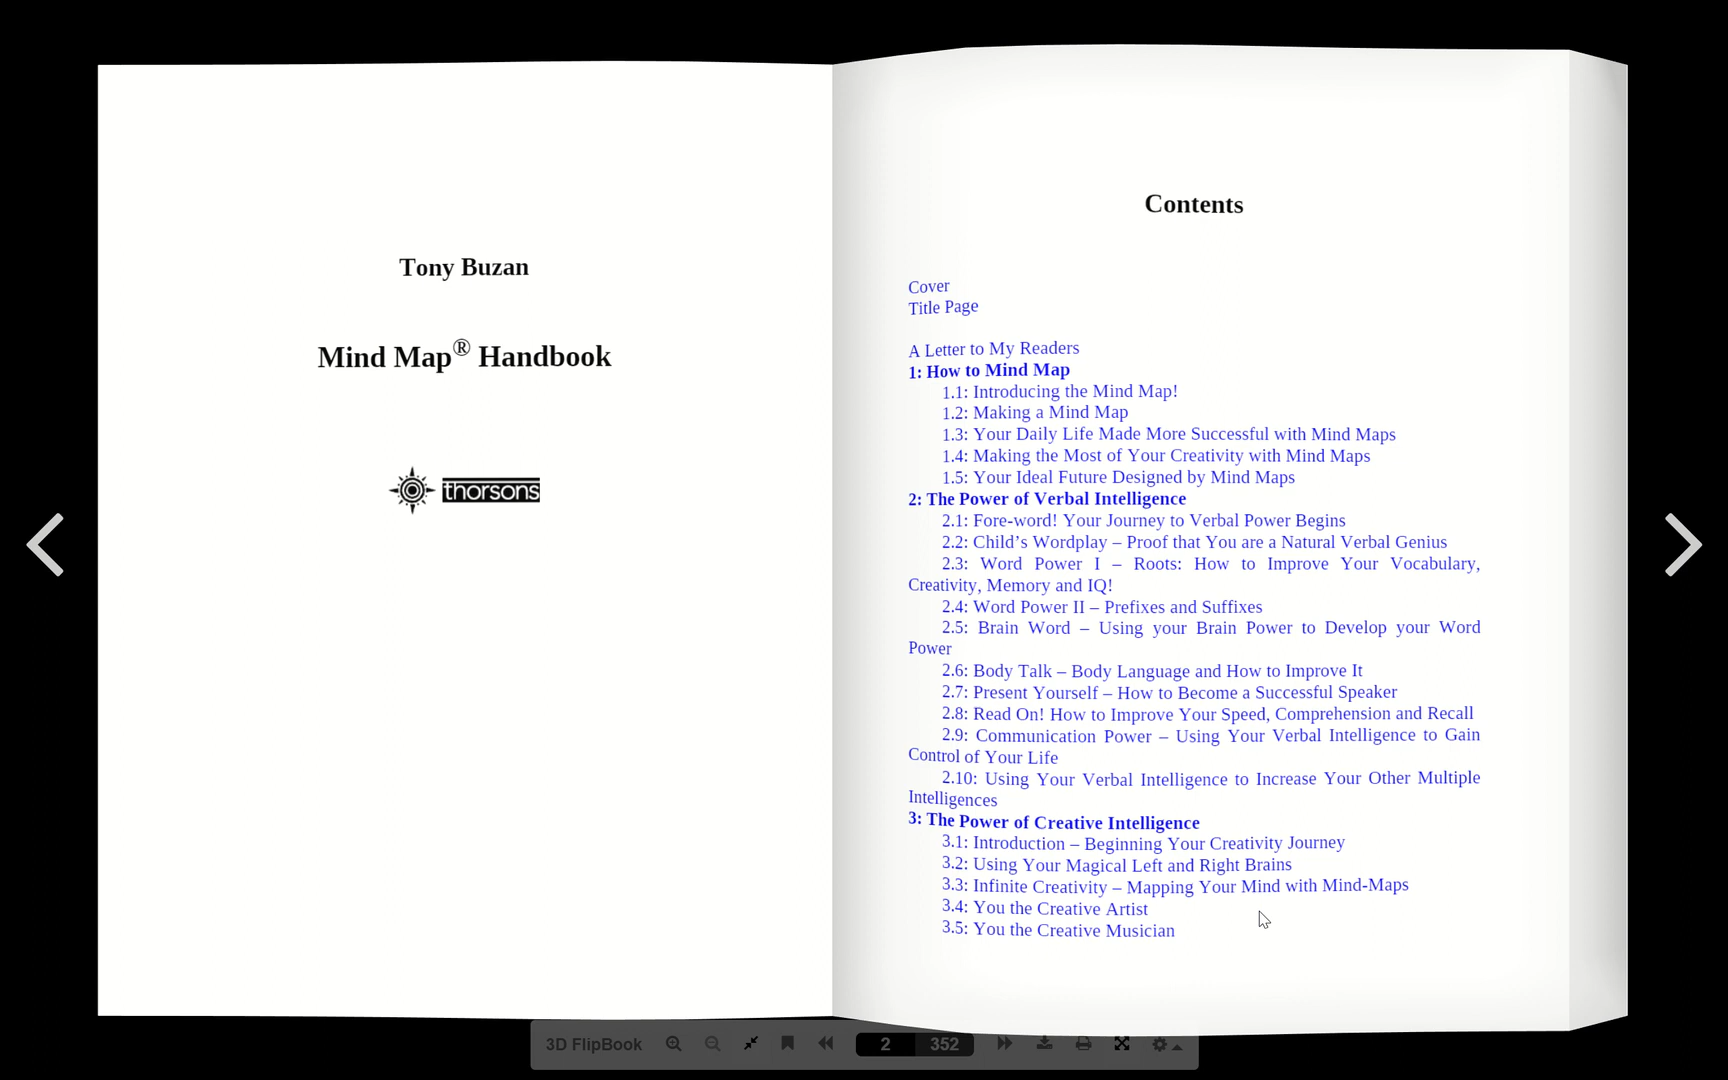 Tony Buzan
Mind Map® Handbook
thorsons
Contents
Cover
Title Page
A Letter to My Readers
1: How to Mind Map
1.1: Introducing the Mind Map!
1.2: Making a Mind Map
1.3: Your Daily Life Made More Successful with Mind Maps
1.4: Making the Most of Your Creativity with Mind Maps
1.5: Your Ideal Future Designed by Mind Maps
2: The Power of Verbal Intelligence
2.1: Fore-word! Your Journey to Verbal Power Begins
2.2: Child’s Wordplay – Proof that You are a Natural Verbal Genius
2.3: Word Power I – Roots: How to Improve Your Vocabulary,
Creativity, Memory and IQ!
2.4: Word Power II – Prefixes and Suffixes
2.5: Brain Word – Using your Brain Power to Develop your Word
Power
2.6: Body Talk – Body Language and How to Improve It
2.7: Present Yourself – How to Become a Successful Speaker
2.8: Read On! How to Improve Your Speed, Comprehension and Recall
2.9: Communication Power – Using Your Verbal Intelligence to Gain
Control of Your Life
2.10: Using Your Verbal Intelligence to Increase Your Other Multiple
Intelligences
3: The Power of Creative Intelligence
3.1: Introduction – Beginning Your Creativity Journey
3.2: Using Your Magical Left and Right Brains
3.3: Infinite Creativity – Mapping Your Mind with Mind-Maps
3.4: You the Creative Artist
3.5: You the Creative Musician
3D FlipBook 2 352